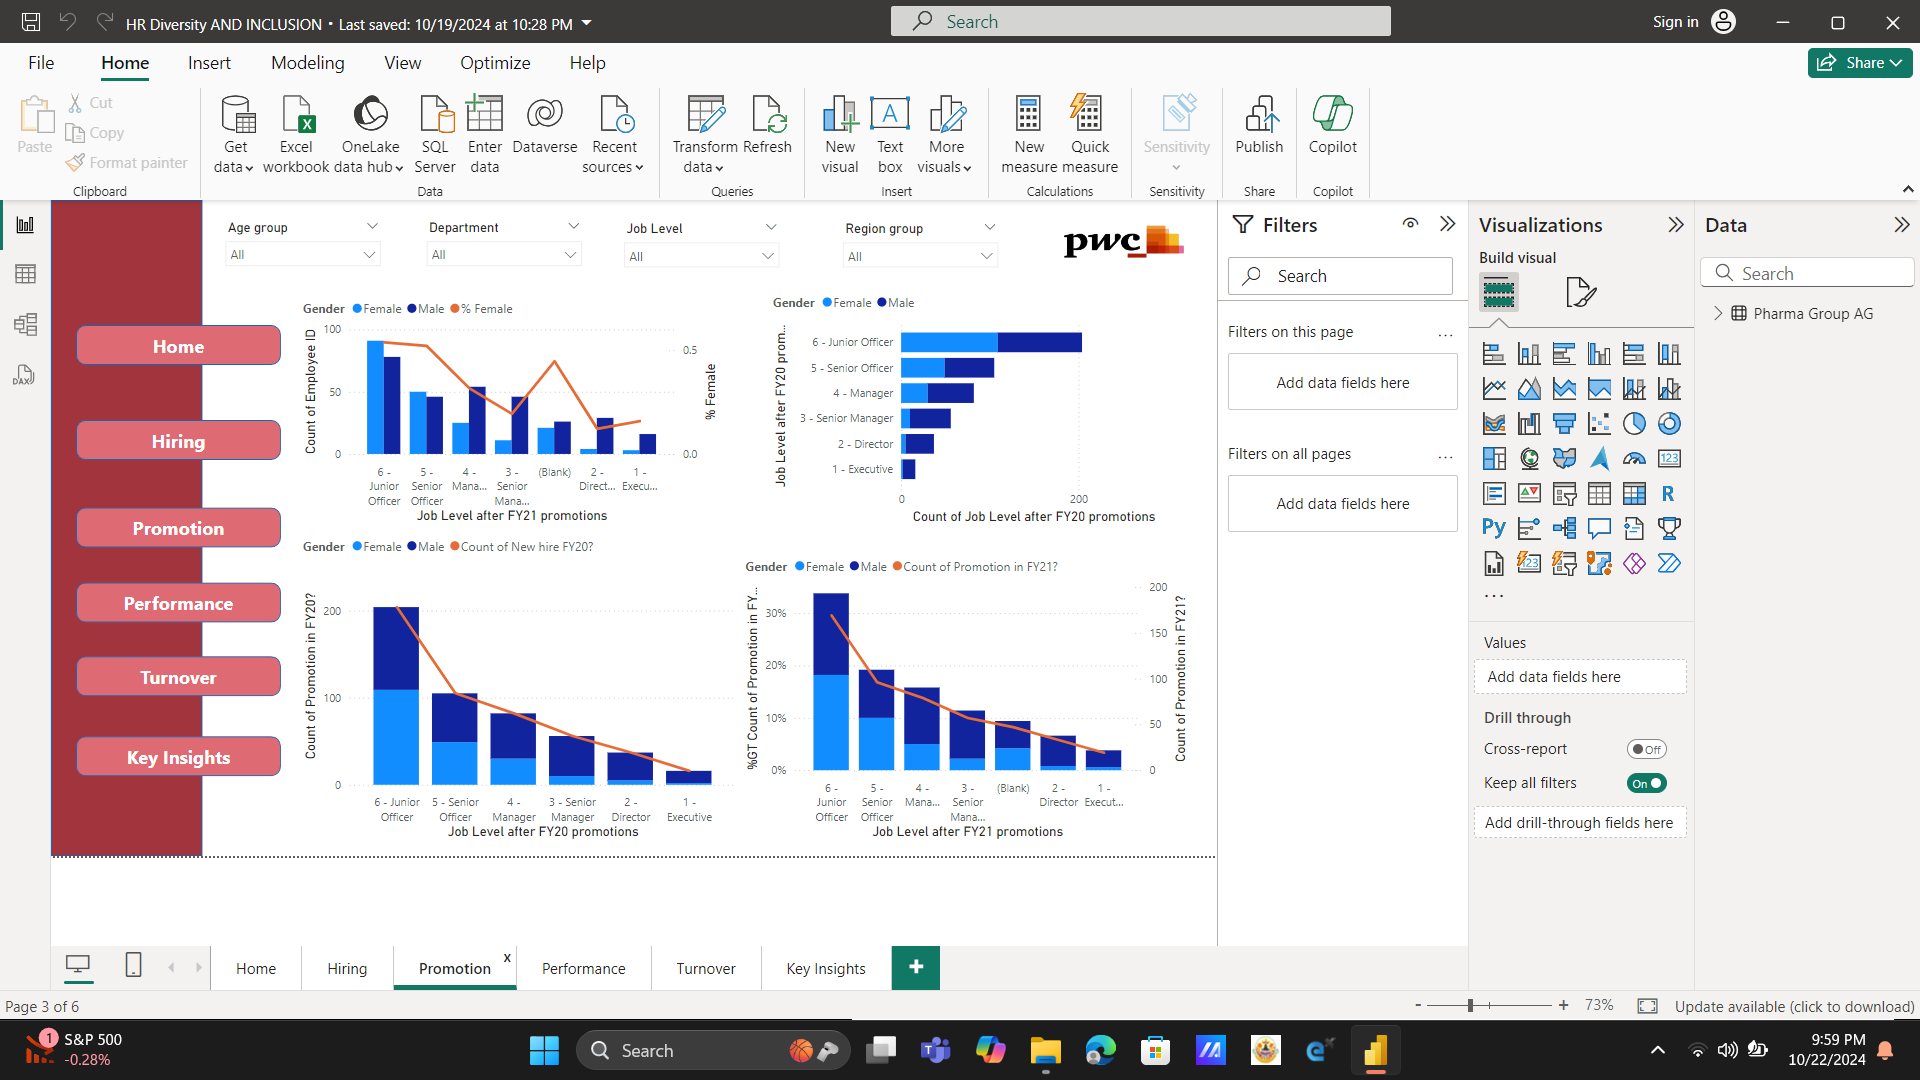 HR Diversity AND INCLUSION • Last saved: 10/19/2024 at 10:28 PM
Search
Sign in
File Home Insert Modeling View Optimize Help
Share
Paste
Cut
Copy
Format painter
Clipboard
Get data
Excel workbook
OneLake data hub
SQL Server
Enter data
Dataverse
Recent sources
Data
Transform data
Refresh
Queries
New visual
Text box
More visuals
Insert
New measure
Quick measure
Calculations
Sensitivity
Sensitivity
Publish
Share
Copilot
Copilot
Home
Hiring
Promotion
Performance
Turnover
Key Insights
Age group
All
Department
All
Job Level
All
Region group
All
pwc
Gender Female Male % Female
Count of Employee ID
100
50
0
0.5
0.0
% Female
6 - Junior Officer
5 - Senior Officer
4 - Mana...
3 - Senior Mana...
(Blank)
2 - Direct...
1 - Execu...
Job Level after FY21 promotions
Gender Female Male
Job Level after FY20 prom...
6 - Junior Officer
5 - Senior Officer
4 - Manager
3 - Senior Manager
2 - Director
1 - Executive
0
200
Count of Job Level after FY20 promotions
Gender Female Male Count of New hire FY20?
Count of Promotion in FY20?
200
100
0
6 - Junior Officer
5 - Senior Officer
4 - Manager
3 - Senior Manager
2 - Director
1 - Executive
Job Level after FY20 promotions
Gender Female Male Count of Promotion in FY21?
%GT Count of Promotion in FY...
30%
20%
10%
0%
200
150
100
50
0
Count of Promotion in FY21?
6 - Junior Officer
5 - Senior Officer
4 - Mana...
3 - Senior Mana...
(Blank)
2 - Director
1 - Execut...
Job Level after FY21 promotions
Filters
Search
Filters on this page
...
Add data fields here
Filters on all pages
...
Add data fields here
Visualizations
Build visual
123
R
Py
123
...
Values
Add data fields here
Drill through
Cross-report
Off
Keep all filters
On
Add drill-through fields here
Data
Search
Pharma Group AG
DAX
Home
Hiring
Promotion
x
Performance
Turnover
Key Insights
+
Page 3 of 6
- + 73%
Update available (click to download)
1
S&P 500
-0.28%
Search
9:59 PM
10/22/2024